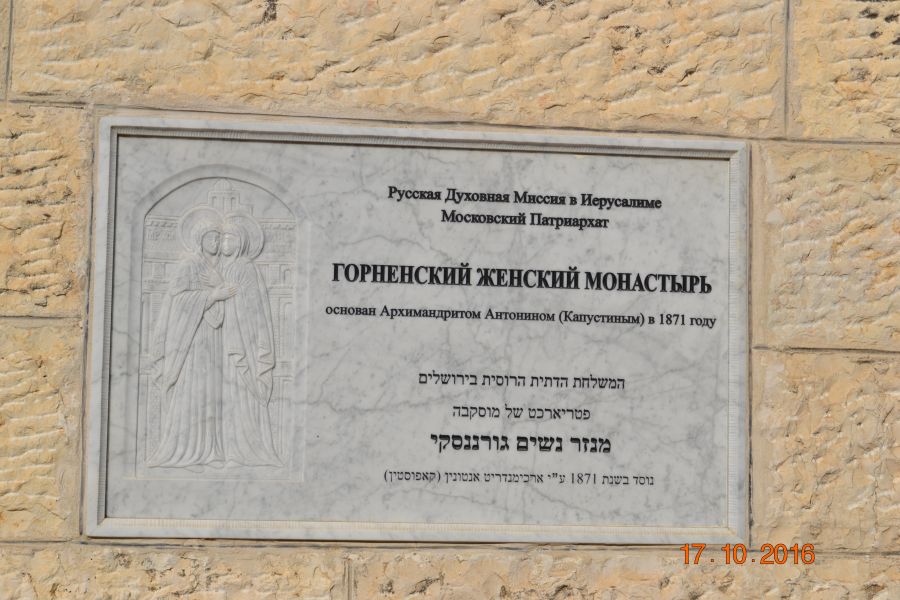 Русская Духовная Миссия в Иерусалиме
Московский Патриархат
ГОРНЕНСКИЙ ЖЕНСКИЙ МОНАСТЫРЬ
основан Архимандритом Антонином (Капустиным) в 1871 году
המשלחת הדתית הרוסית בירושלים
פטריארכט של מוסקבה
מנזר נשים גורננסקי
נוסד בשנת 1871 ע"י ארכימנדריט אנטונין (קאפוסטין)
17.10.2016